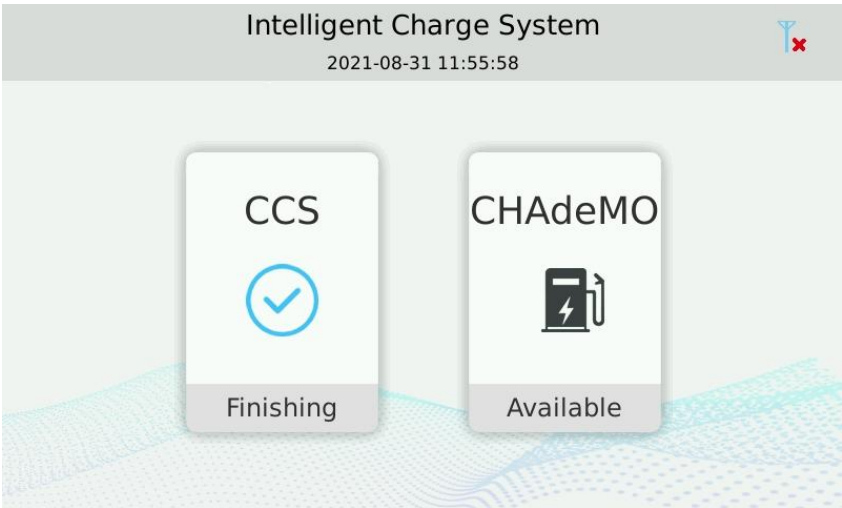 Intelligent Charge System
2021-08-31 11:55:58
CCS
CHAdeMO
Finishing
Available